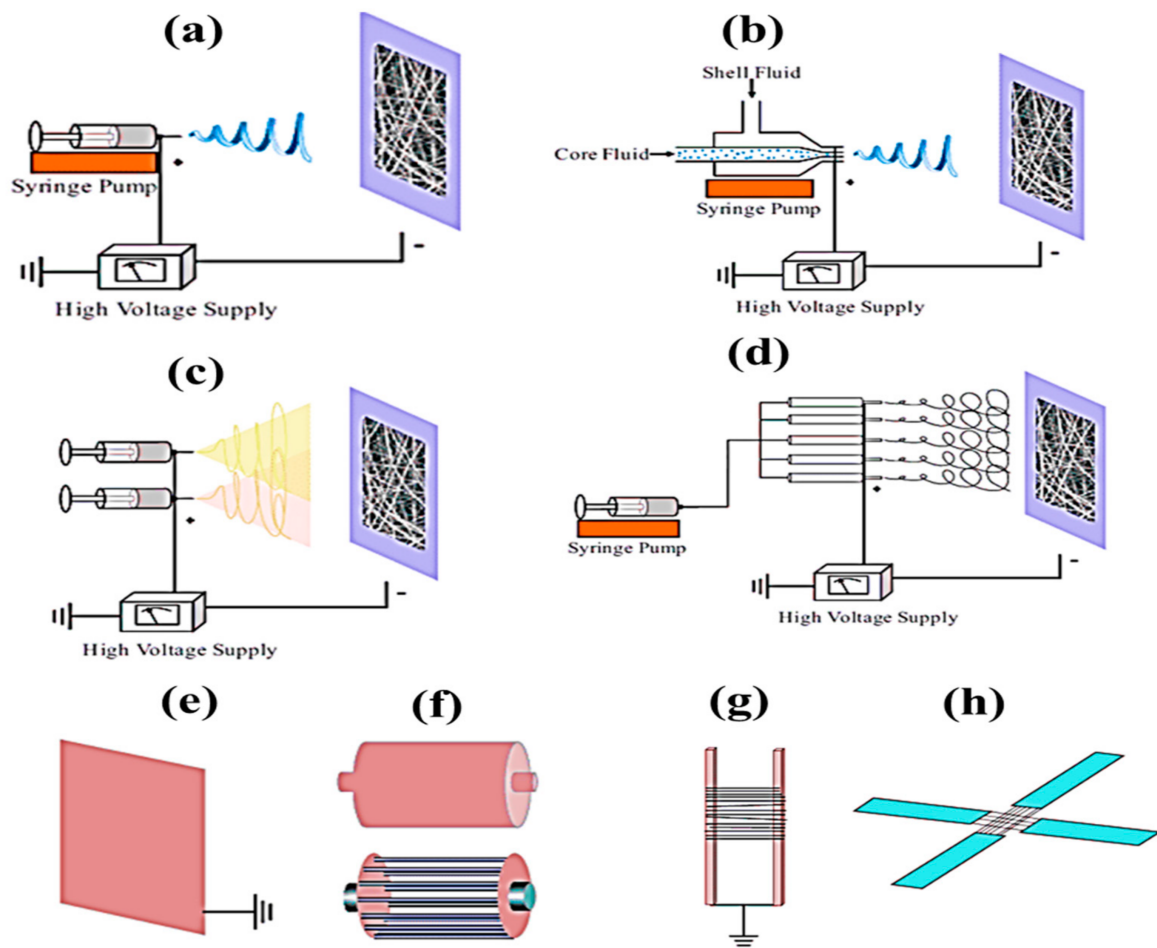 (a)
Syringe Pump
+
-
High Voltage Supply
(b)
Shell Fluid
Core Fluid
Syringe Pump
+
-
High Voltage Supply
(c)
+
-
High Voltage Supply
(d)
Syringe Pump
+
-
High Voltage Supply
(e)
(f)
(g)
(h)